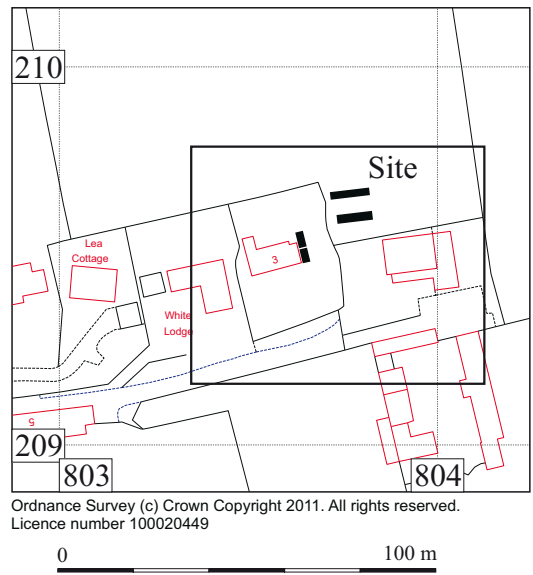 210
Site
Lea
Cottage
3
White
Lodge
5
209
803
804
Ordnance Survey (c) Crown Copyright 2011. All rights reserved.
Licence number 100020449
0
100 m